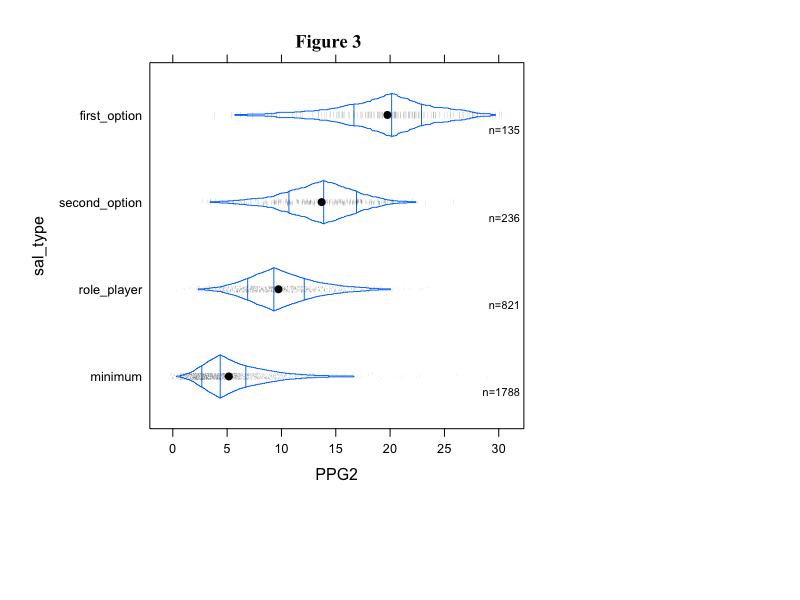 Figure 3
first_option
n=135
second_option
n=236
sal_type
role_player
n=821
minimum
n=1788
0 5 10 15 20 25 30
PPG2